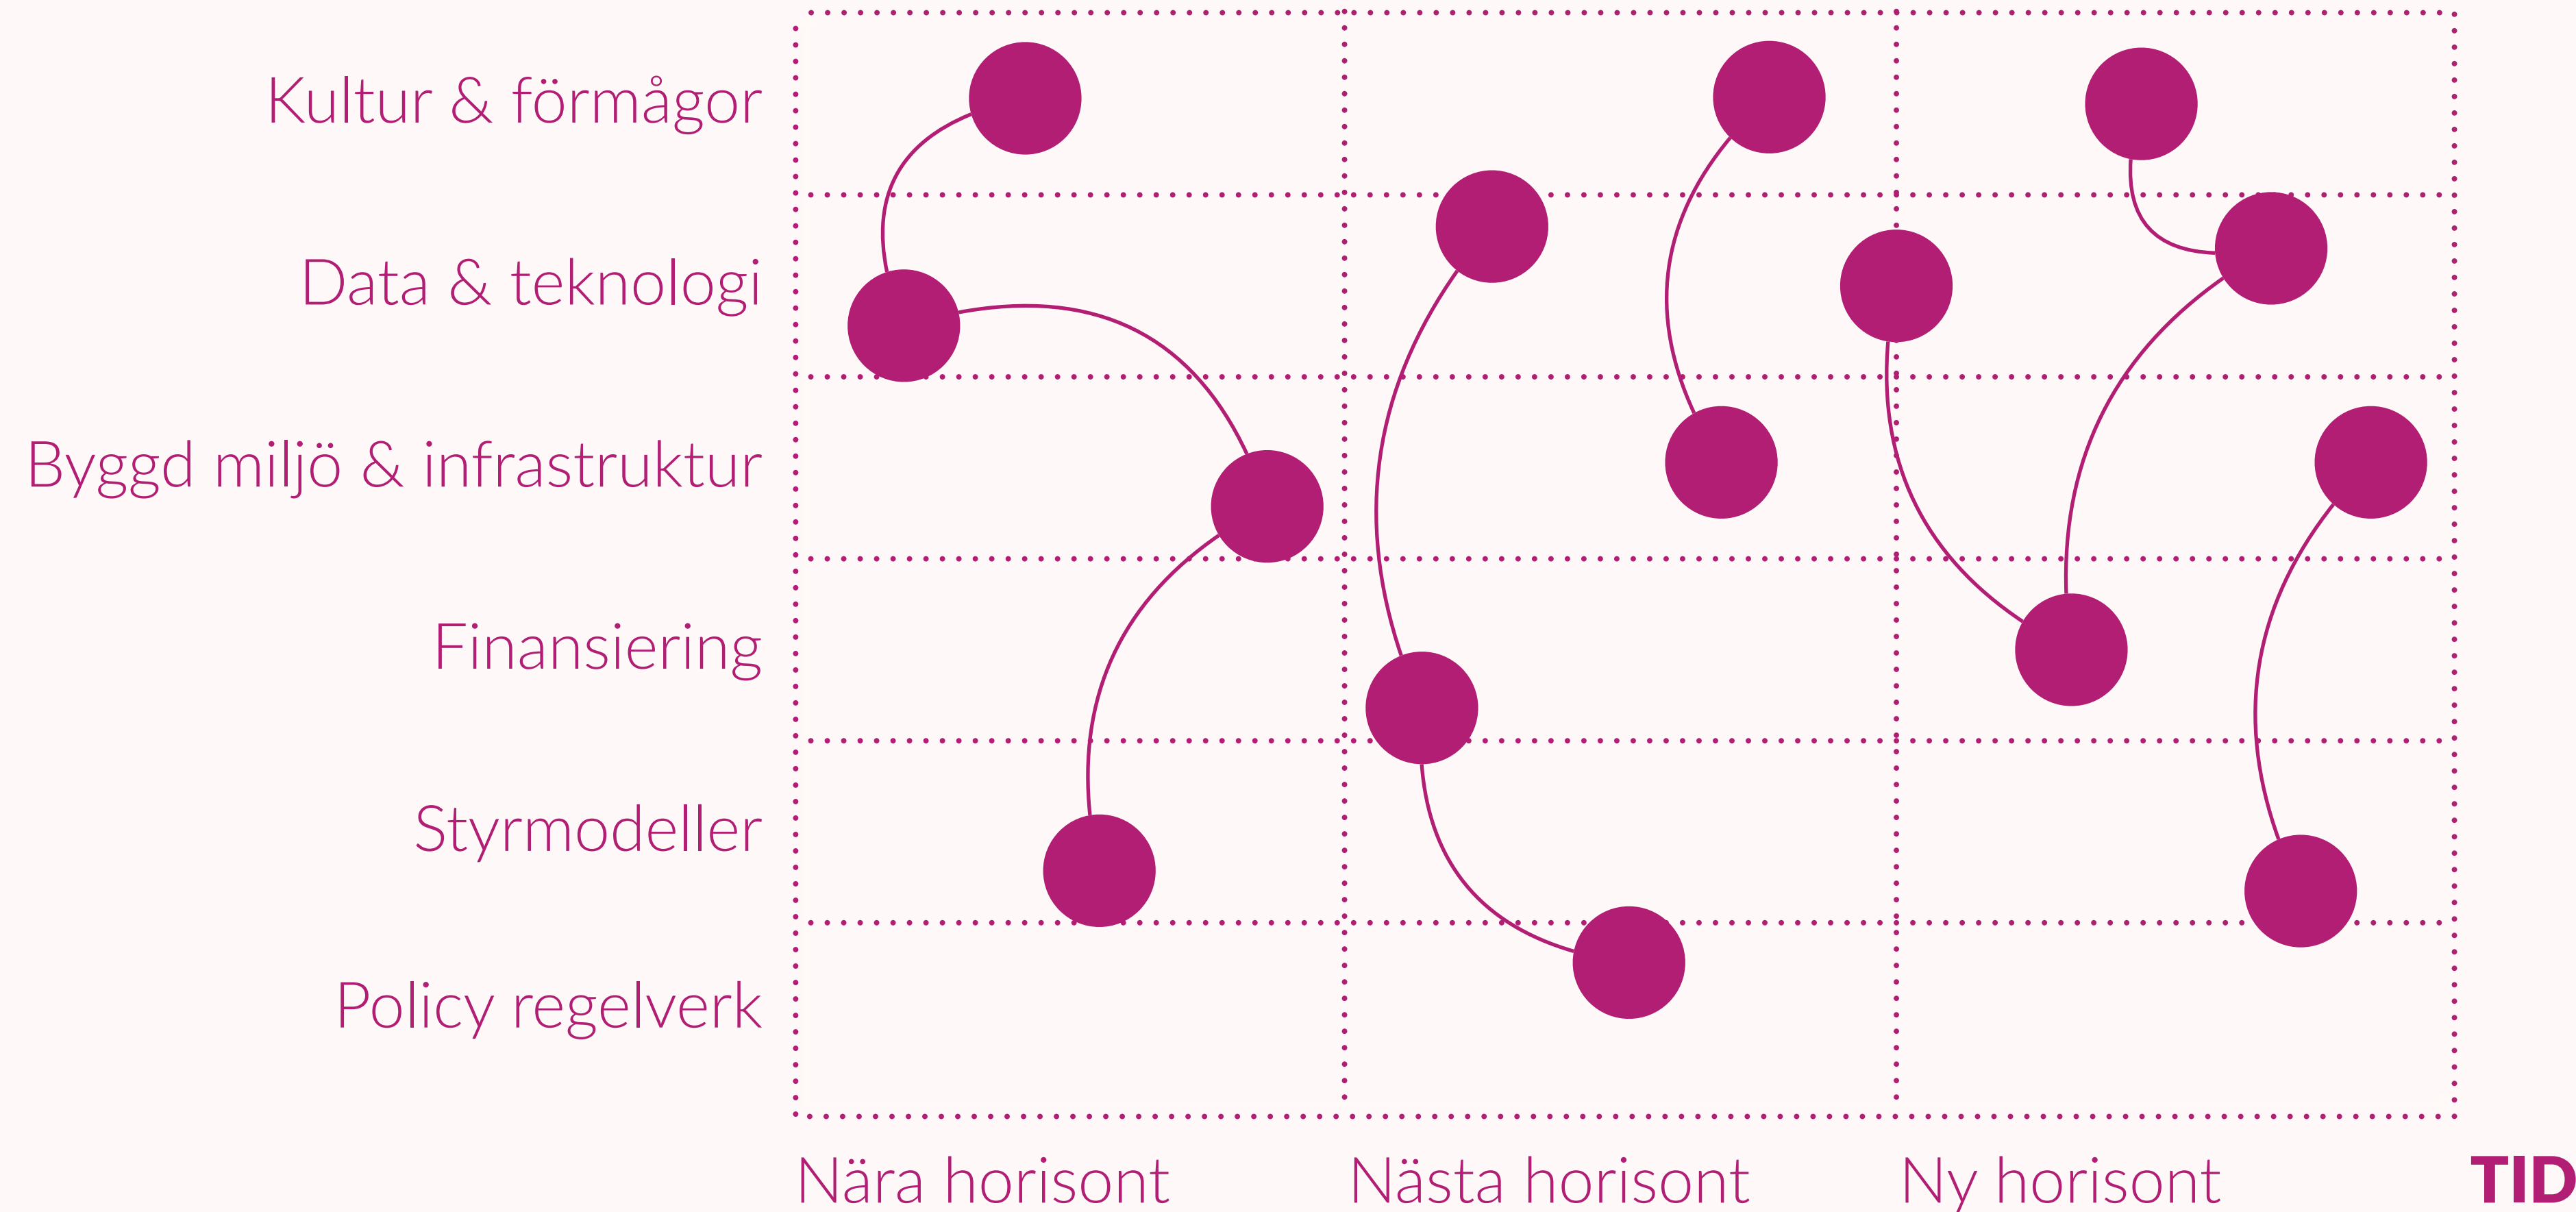 Kultur & förmågor
Data & teknologi
Byggd miljö & infrastruktur
Finansiering
Styrmodeller
Policy regelverk
Nära horisont
Nästa horisont
Ny horisont
TID